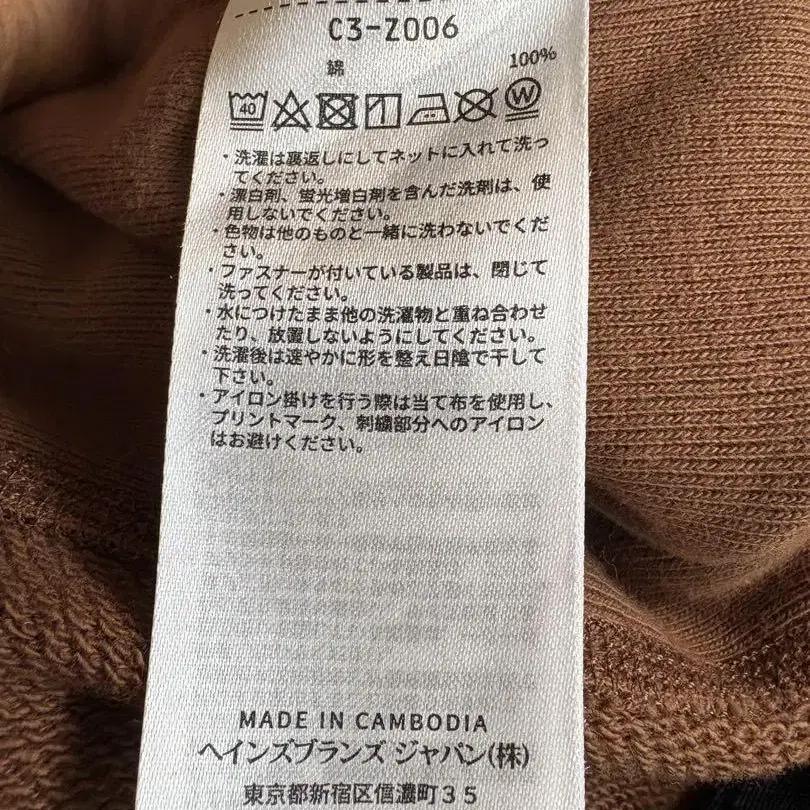 C3-Z006
綿 100%
40 W
・洗濯は裏返しにしてネットに入れて洗っ
てください。
・漂白剤、蛍光増白剤を含んだ洗剤は、使
用しないでください。
・色物は他のものと一緒に洗わないでくだ
さい。
・ファスナーが付いている製品は、閉じて
洗ってください。
・水につけたまま他の洗濯物と重ね合わせ
たり、放置しないようにしてください。
・洗濯後は速やかに形を整え日陰で干して
下さい。
・アイロン掛けを行う際は当て布を使用し、
プリントマーク、刺繍部分へのアイロン
はお避けください。
MADE IN CAMBODIA
ヘインズブランズ ジャパン(株)
東京都新宿区信濃町35